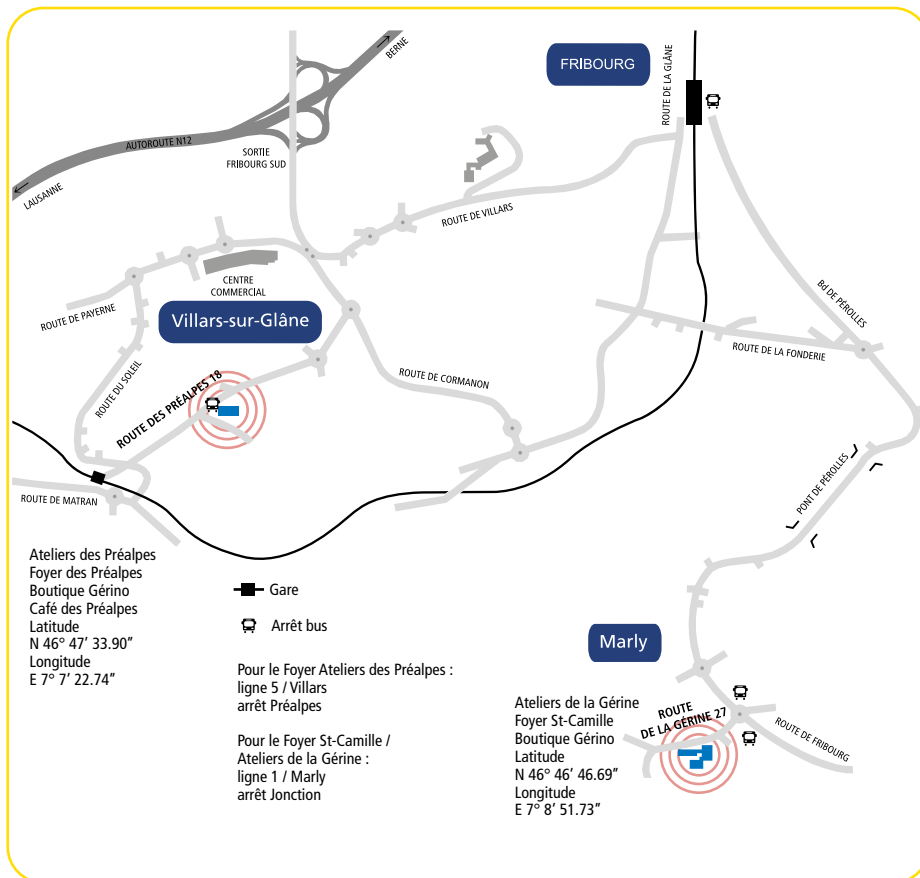 BERNE
FRIBOURG
ROUTE DE LA GLÂNE
AUTOROUTE N12
SORTIE
FRIBOURG SUD
LAUSANNE
ROUTE DE VILLARS
CENTRE
COMMERCIAL
ROUTE DE PAYERNE
Villars-sur-Glâne
Bd DE PÉROLLES
ROUTE DE LA FONDERIE
ROUTE DU SOLEIL
ROUTE DES PRÉALPES 18
ROUTE DE CORMANON
ROUTE DE MATRAN
PONT DE PÉROLLES
Ateliers des Préalpes
Foyer des Préalpes
Boutique Gérino
Café des Préalpes
Latitude
N 46° 47’ 33.90”
Longitude
E 7° 7’ 22.74”
Gare
Arrêt bus
Pour le Foyer Ateliers des Préalpes :
ligne 5 / Villars
arrêt Préalpes
Pour le Foyer St-Camille /
Ateliers de la Gérine :
ligne 1 / Marly
arrêt Jonction
Marly
ROUTE
DE LA GÉRINE 27
ROUTE DE FRIBOURG
Ateliers de la Gérine
Foyer St-Camille
Boutique Gérino
Latitude
N 46° 46’ 46.69”
Longitude
E 7° 8’ 51.73”